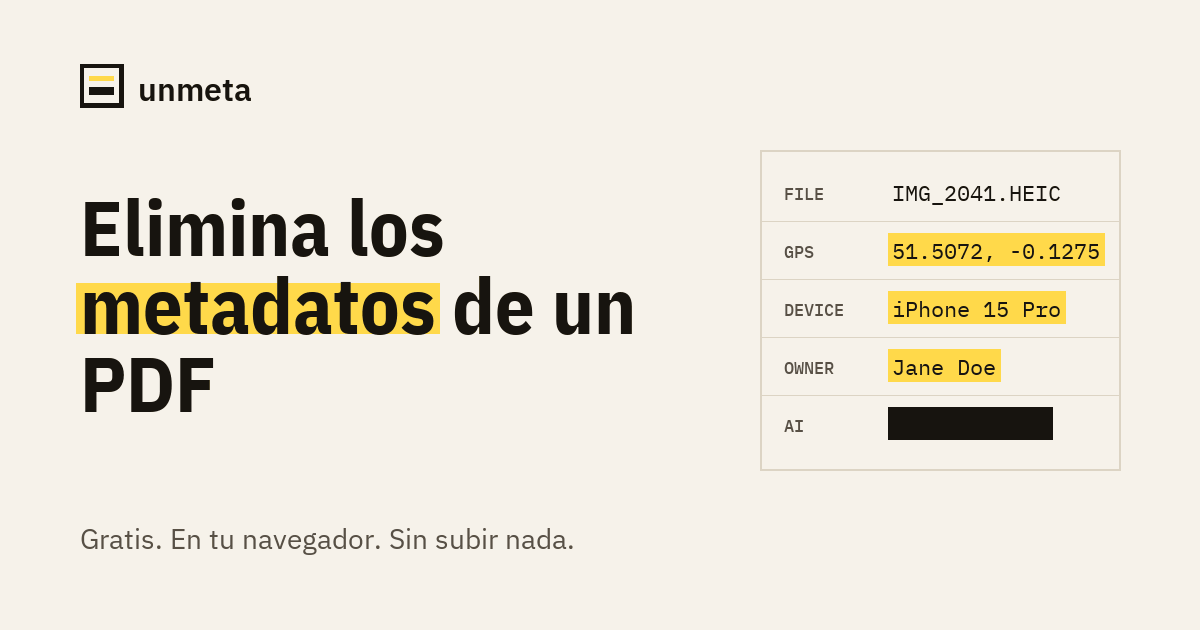 unmeta
Elimina los
metadatos de un
PDF
Gratis. En tu navegador. Sin subir nada.
FILE IMG_2041.HEIC
GPS 51.5072, -0.1275
DEVICE iPhone 15 Pro
OWNER Jane Doe
AI